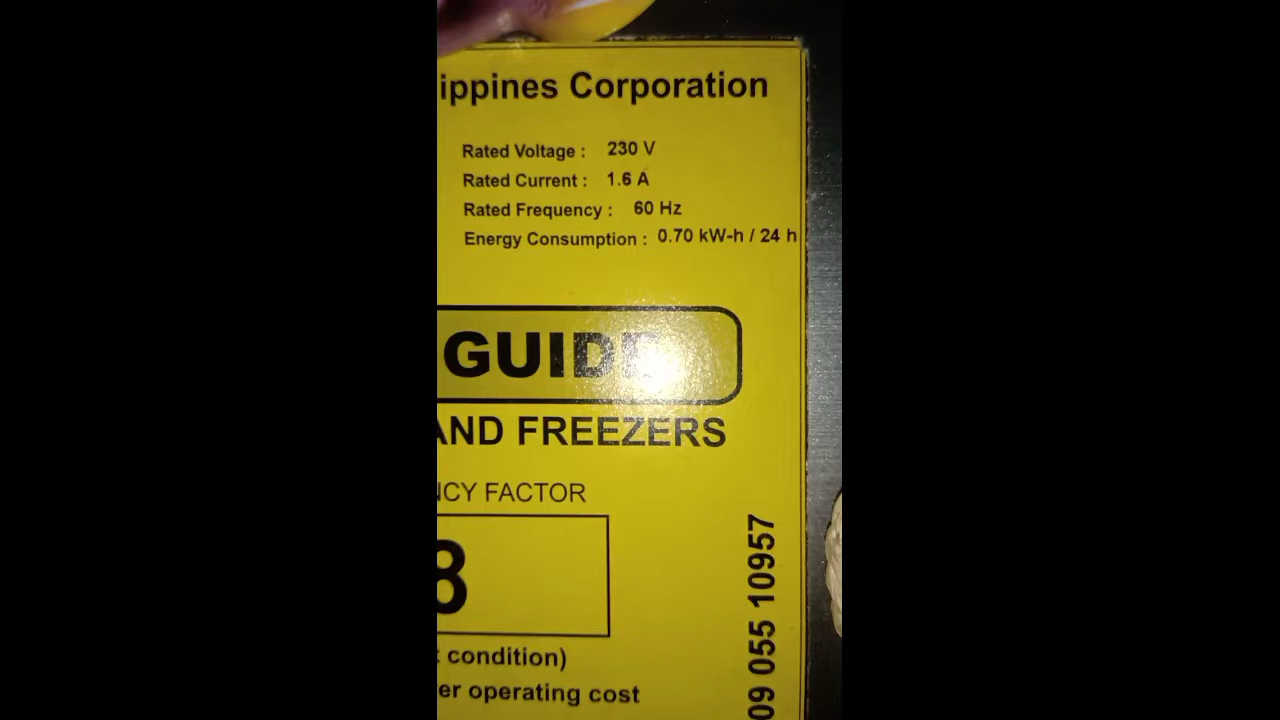 ippines Corporation
Rated Voltage : 230 V
Rated Current : 1.6 A
Rated Frequency : 60 Hz
Energy Consumption : 0.70 kW-h / 24 h
GUIDE
AND FREEZERS
NCY FACTOR
8
condition)
er operating cost
09 055 10957